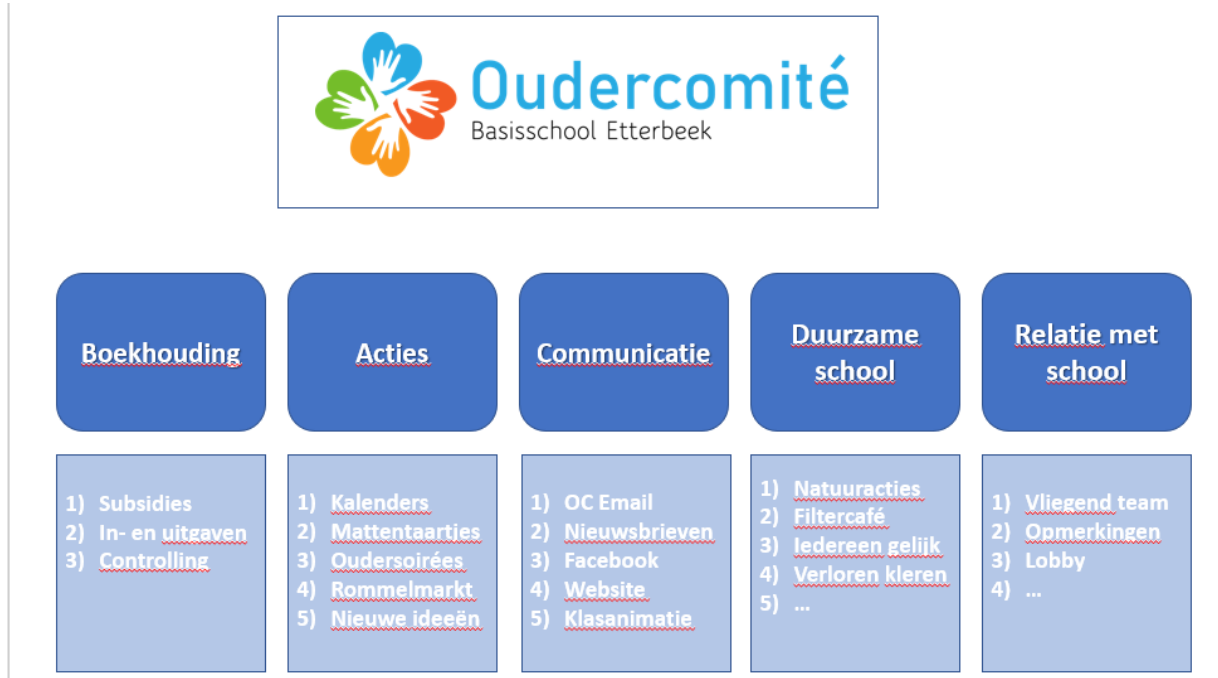 Oudercomité
Basisschool Etterbeek
Boekhouding
Acties
Communicatie
Duurzame
school
Relatie met
school
1) Subsidies
2) In- en uitgaven
3) Controlling
1) Kalenders
2) Mattentaartjes
3) Oudersoirées
4) Rommelmarkt
5) Nieuwe ideeën
1) OC Email
2) Nieuwsbrieven
3) Facebook
4) Website
5) Klasanimatie
1) Natuuracties
2) Filtercafé
3) Iedereen gelijk
4) Verloren kleren
5) ...
1) Vliegend team
2) Opmerkingen
3) Lobby
4) ...